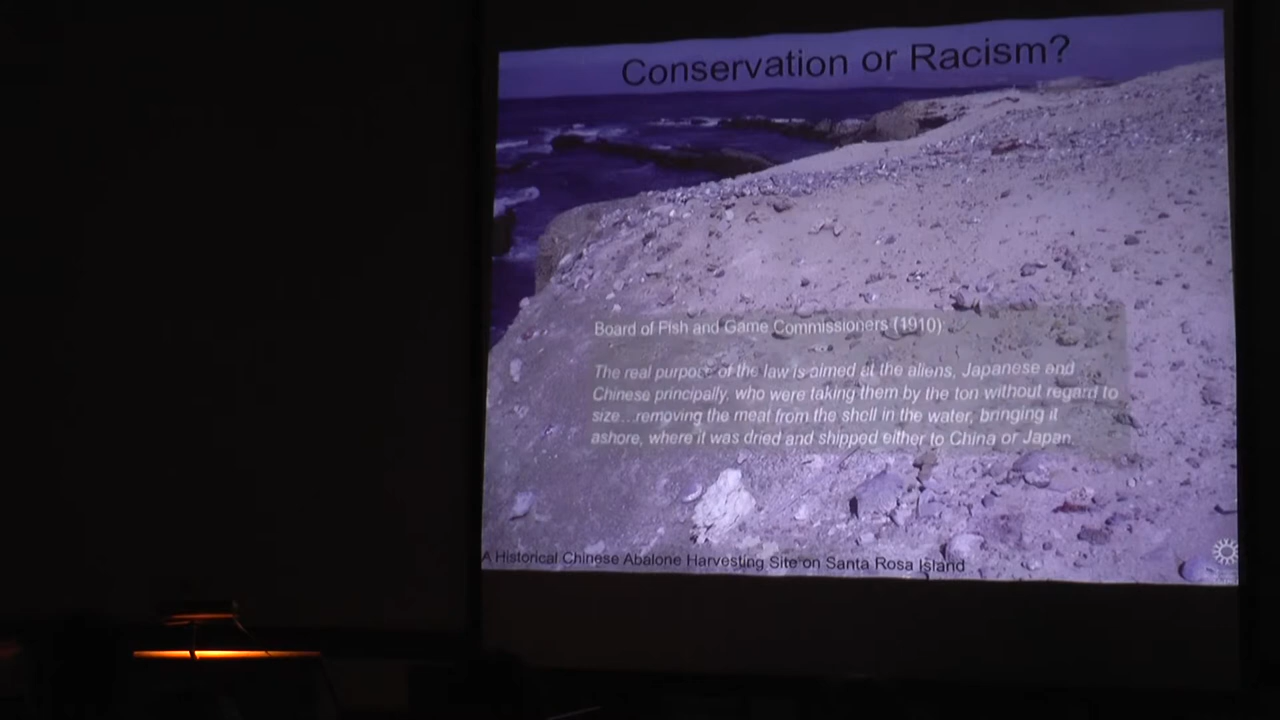 Conservation or Racism?
Board of Fish and Game Commissioners (1910)
The real purpose of the law is aimed at the aliens, Japanese and
Chinese principally, who were taking them by the ton without regard to
size...removing the meat from the shell in the water, bringing it
ashore, where it was dried and shipped either to China or Japan.
A Historical Chinese Abalone Harvesting Site on Santa Rosa Island